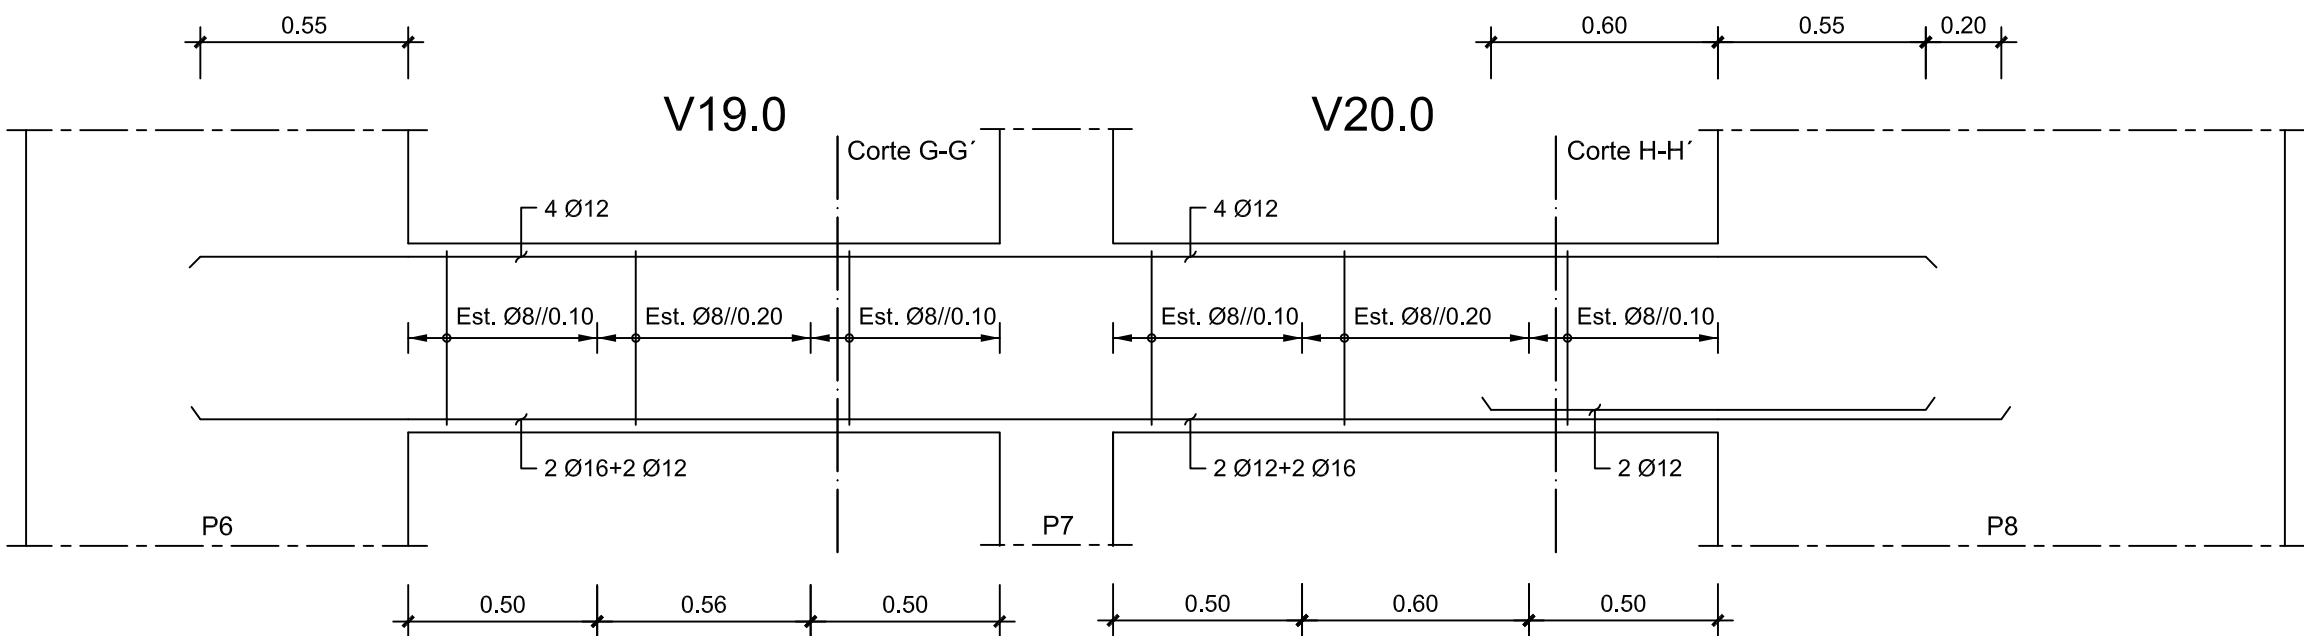 0.55
0.60
0.55
0.20
V19.0
V20.0
Corte G-G´
Corte H-H´
4 Ø12
4 Ø12
Est. Ø8//0.10
Est. Ø8//0.20
Est. Ø8//0.10
Est. Ø8//0.10
Est. Ø8//0.20
Est. Ø8//0.10
2 Ø16+2 Ø12
2 Ø12+2 Ø16
2 Ø12
P6
P7
P8
0.50
0.56
0.50
0.50
0.60
0.50